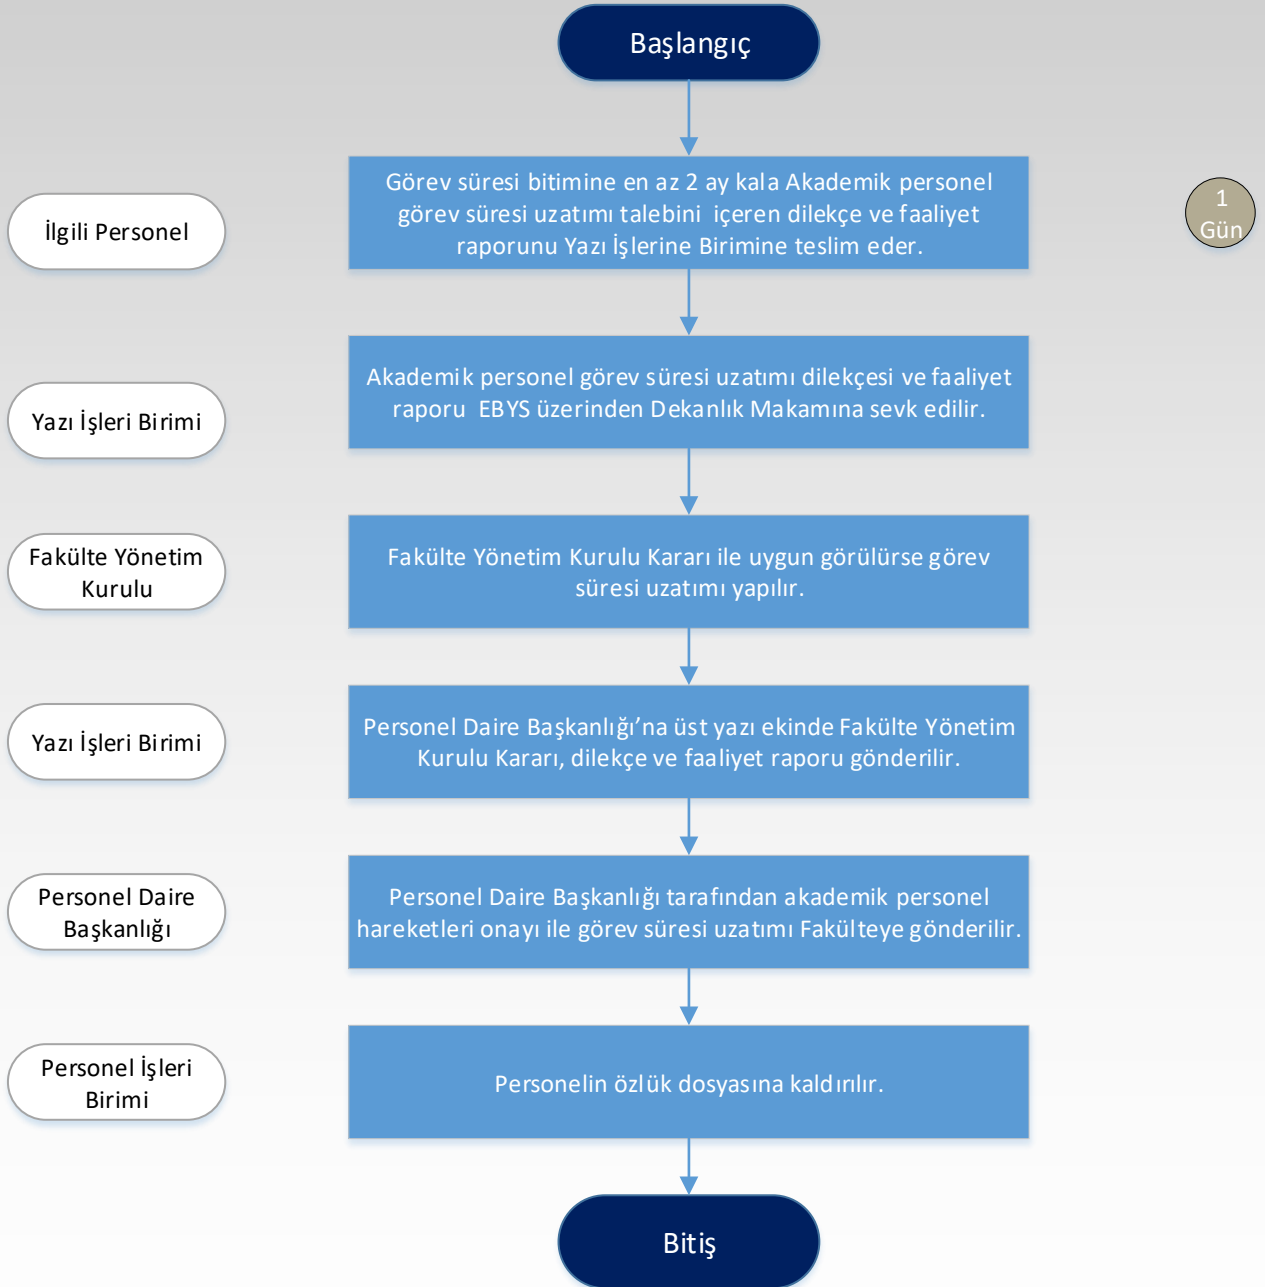 Başlangıç
İlgili Personel
Görev süresi bitimine en az 2 ay kala Akademik personel
görev süresi uzatımı talebini içeren dilekçe ve faaliyet
raporunu Yazı İşlerine Birimine teslim eder.
1
Gün
Yazı İşleri Birimi
Akademik personel görev süresi uzatımı dilekçesi ve faaliyet
raporu EBYS üzerinden Dekanlık Makamına sevk edilir.
Fakülte Yönetim
Kurulu
Fakülte Yönetim Kurulu Kararı ile uygun görülürse görev
süresi uzatımı yapılır.
Yazı İşleri Birimi
Personel Daire Başkanlığı’na üst yazı ekinde Fakülte Yönetim
Kurulu Kararı, dilekçe ve faaliyet raporu gönderilir.
Personel Daire
Başkanlığı
Personel Daire Başkanlığı tarafından akademik personel
hareketleri onayı ile görev süresi uzatımı Fakülteye gönderilir.
Personel İşleri
Birimi
Personelin özlük dosyasına kaldırılır.
Bitiş